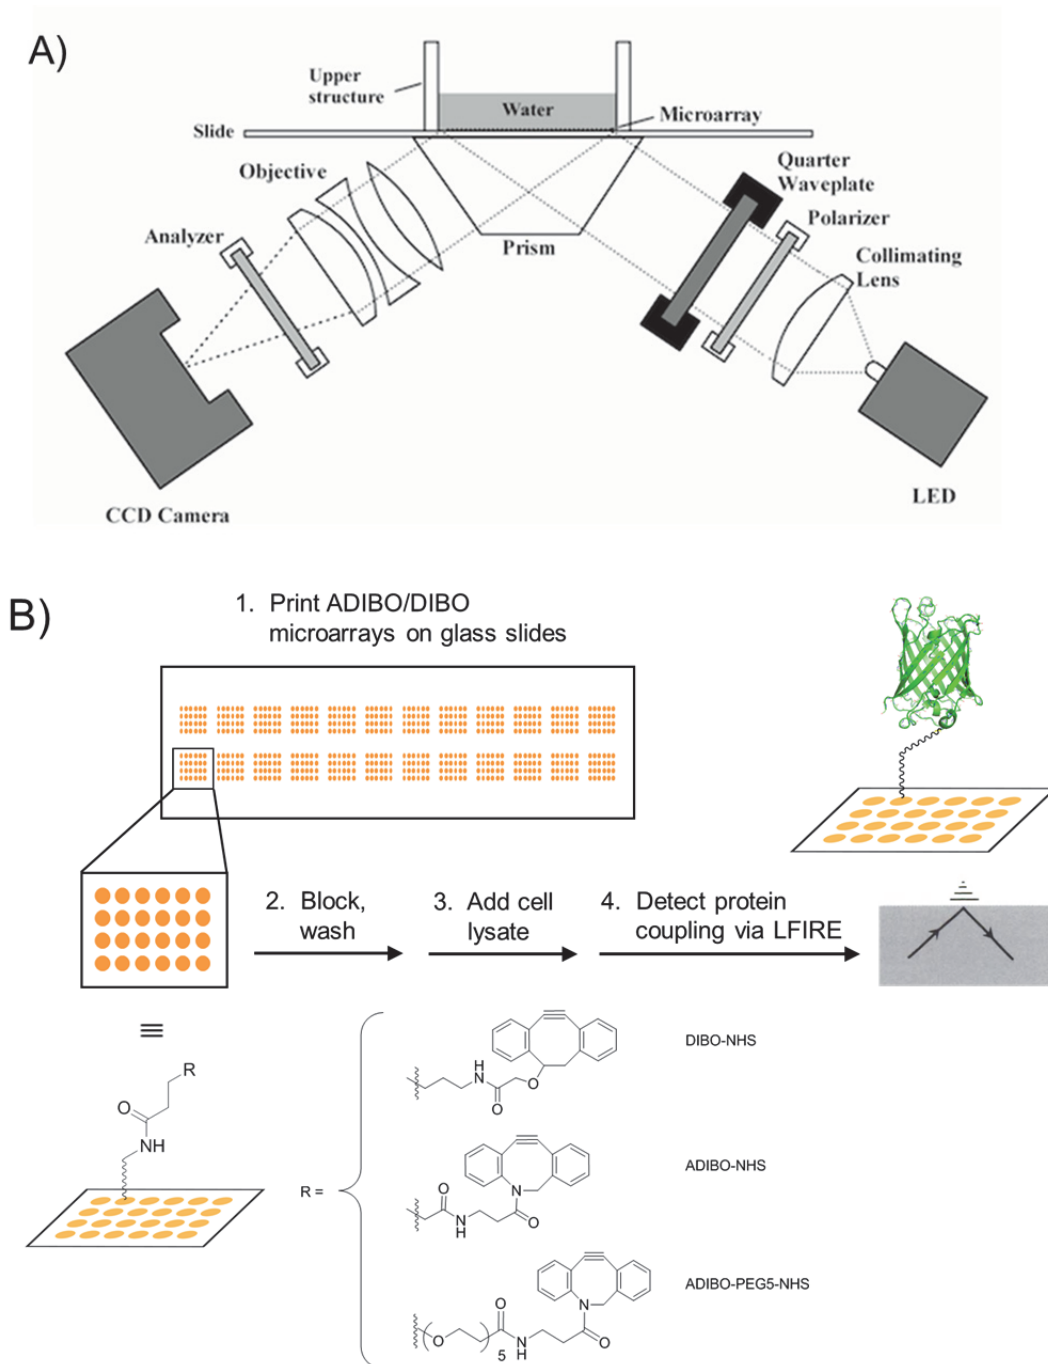 A)
Upper
structure
Water
Microarray
Slide
Objective
Quarter
Waveplate
Polarizer
Analyzer
Prism
Collimating
Lens
CCD Camera
LED
B)
1. Print ADIBO/DIBO
microarrays on glass slides
2. Block,
wash
3. Add cell
lysate
4. Detect protein
coupling via LFIRE
≡
R
O
NH
R =
H
N
O
O
DIBO-NHS
O
N
H
N
O
ADIBO-NHS
O
5
O
N
H
N
O
ADIBO-PEG5-NHS